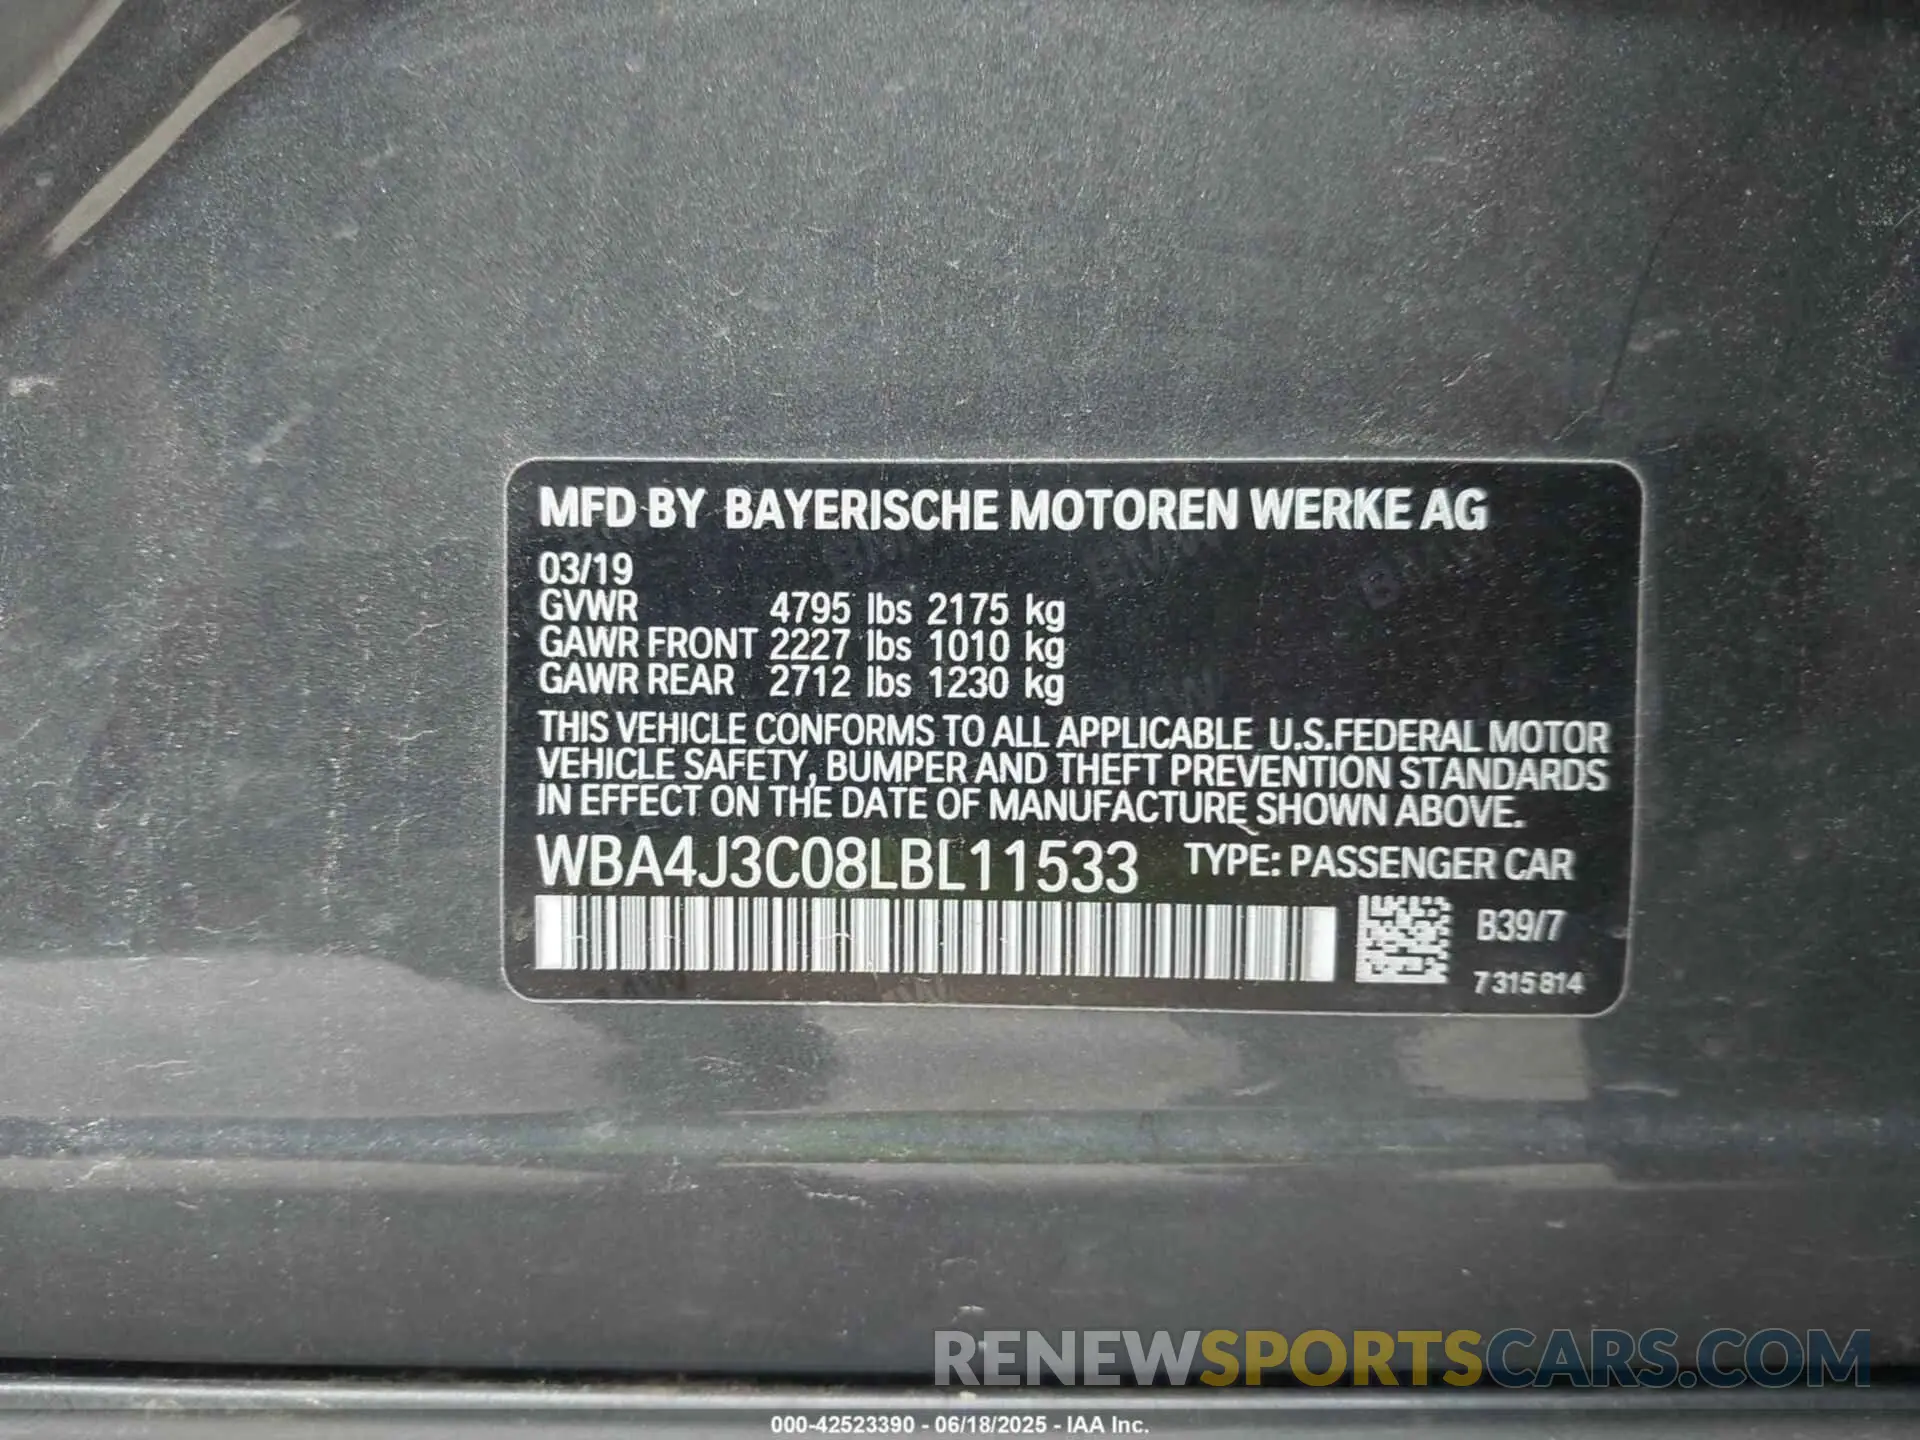 MFD BY BAYERISCHE MOTOREN WERKE AG
03/19
GVWR 4795 lbs 2175 kg
GAWR FRONT 2227 lbs 1010 kg
GAWR REAR 2712 lbs 1230 kg
THIS VEHICLE CONFORMS TO ALL APPLICABLE U.S.FEDERAL MOTOR
VEHICLE SAFETY, BUMPER AND THEFT PREVENTION STANDARDS
IN EFFECT ON THE DATE OF MANUFACTURE SHOWN ABOVE.
WBA4J3C08LBL11533 TYPE: PASSENGER CAR
B39/7
7315814
RENEWSPORTSCARS.COM
000-42523390 - 06/18/2025 - IAA Inc.